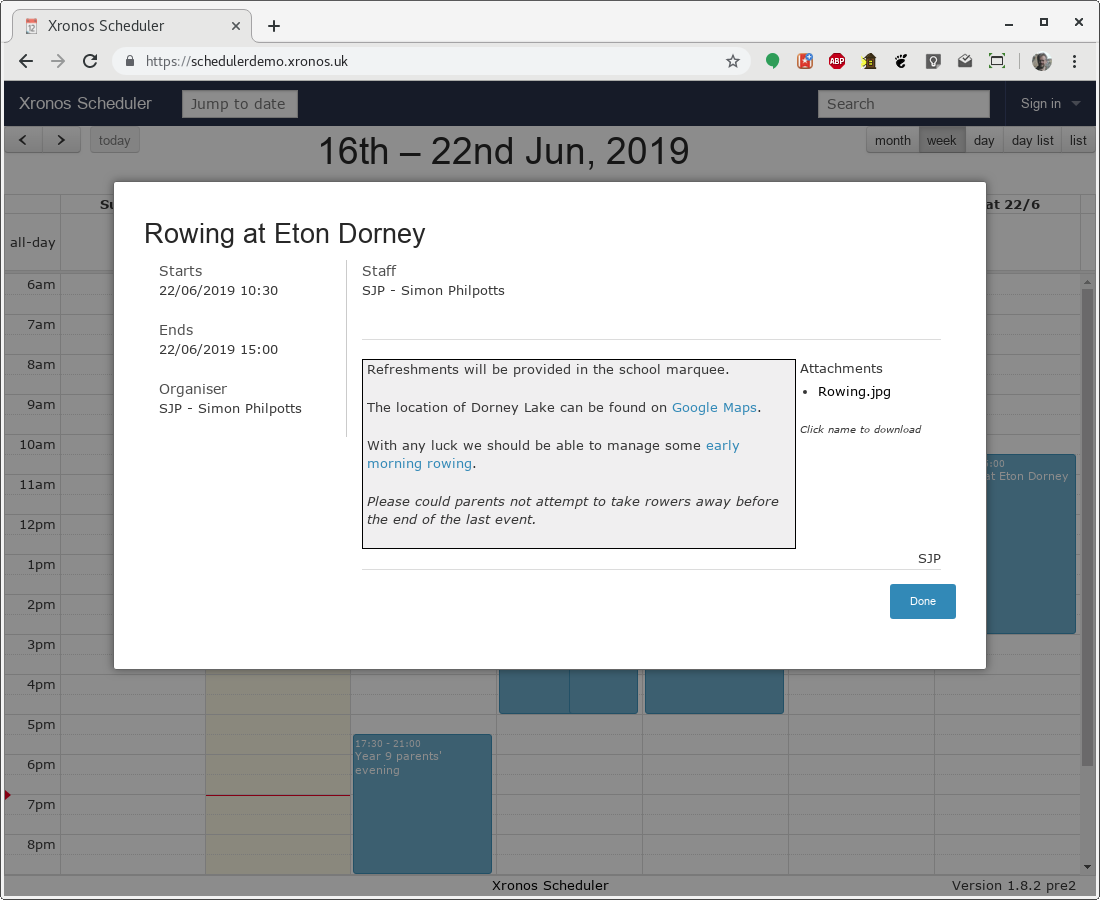 Xronos Scheduler
https://schedulerdemo.xronos.uk
ABP
Xronos Scheduler
Jump to date
Search
Sign in
today
16th – 22nd Jun, 2019
month
week
day
day list
list
at 22/6
all-day
Rowing at Eton Dorney
Starts
22/06/2019 10:30
Ends
22/06/2019 15:00
Organiser
SJP - Simon Philpotts
Staff
SJP - Simon Philpotts
Refreshments will be provided in the school marquee.
The location of Dorney Lake can be found on Google Maps.
With any luck we should be able to manage some early
morning rowing.
Please could parents not attempt to take rowers away before
the end of the last event.
Attachments
• Rowing.jpg
Click name to download
SJP
Done
6am
7am
8am
9am
10am
11am
12pm
1pm
2pm
3pm
4pm
5pm
6pm
7pm
8pm
at Eton Dorney
17:30 - 21:00
Year 9 parents'
evening
Xronos Scheduler
Version 1.8.2 pre2